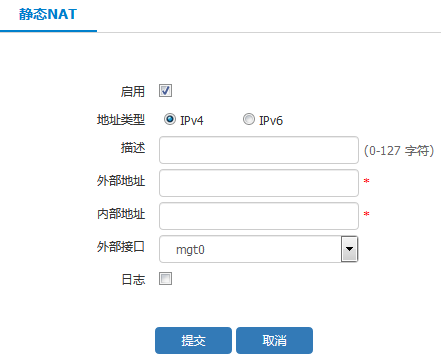 静态NAT
启用
地址类型 IPv4 IPv6
描述 (0-127 字符)
外部地址 *
内部地址 *
外部接口 mgt0
日志
提交 取消